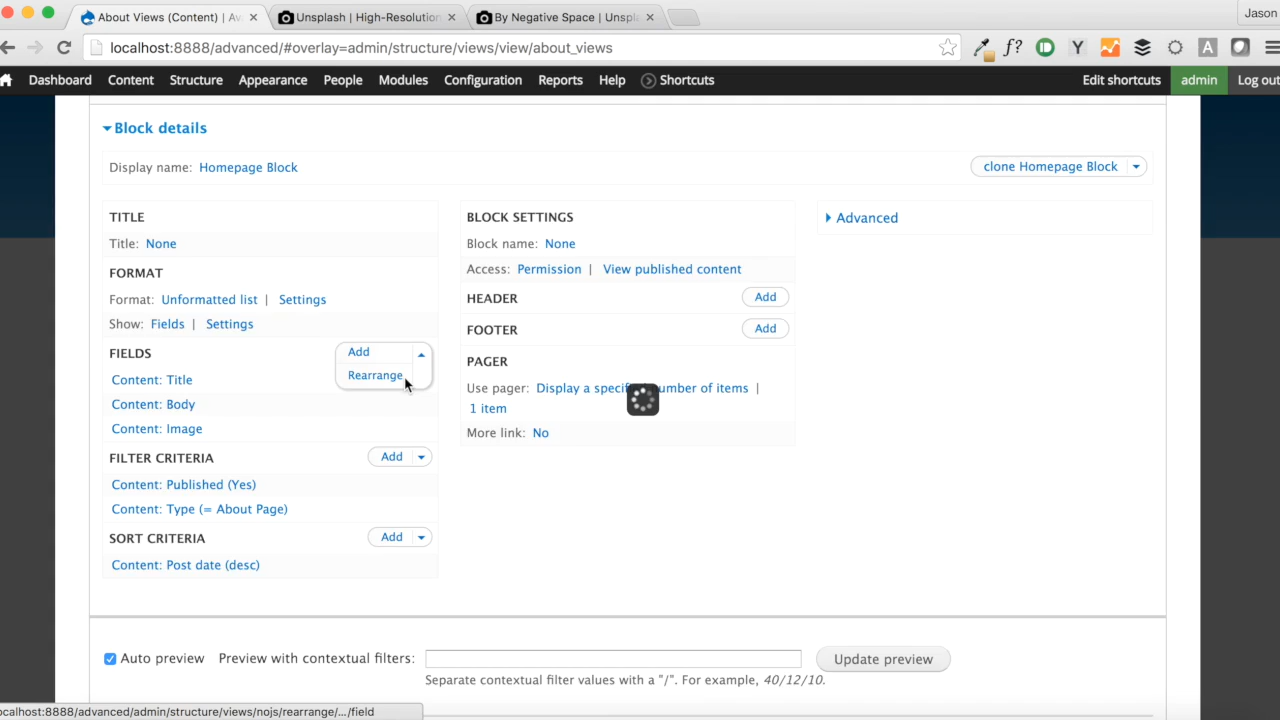 About Views (Content) | Av
Unsplash | High-Resolution
By Negative Space | Unspl
Jason
localhost:8888/advanced/#overlay=admin/structure/views/view/about_views
f?
Y
A
Dashboard Content Structure Appearance People Modules Configuration Reports Help Shortcuts Edit shortcuts admin Log out
Block details
Display name: Homepage Block
clone Homepage Block
TITLE
Title: None
FORMAT
Format: Unformatted list | Settings
Show: Fields | Settings
FIELDS
Add
Rearrange
Content: Title
Content: Body
Content: Image
FILTER CRITERIA Add
Content: Published (Yes)
Content: Type (= About Page)
SORT CRITERIA Add
Content: Post date (desc)
BLOCK SETTINGS
Block name: None
Access: Permission | View published content
HEADER Add
FOOTER Add
PAGER
Use pager: Display a specif umber of items |
1 item
More link: No
Advanced
Auto preview Preview with contextual filters: Update preview
Separate contextual filter values with a "/". For example, 40/12/10.
ocalhost:8888/advanced/admin/structure/views/nojs/rearrange/.../field